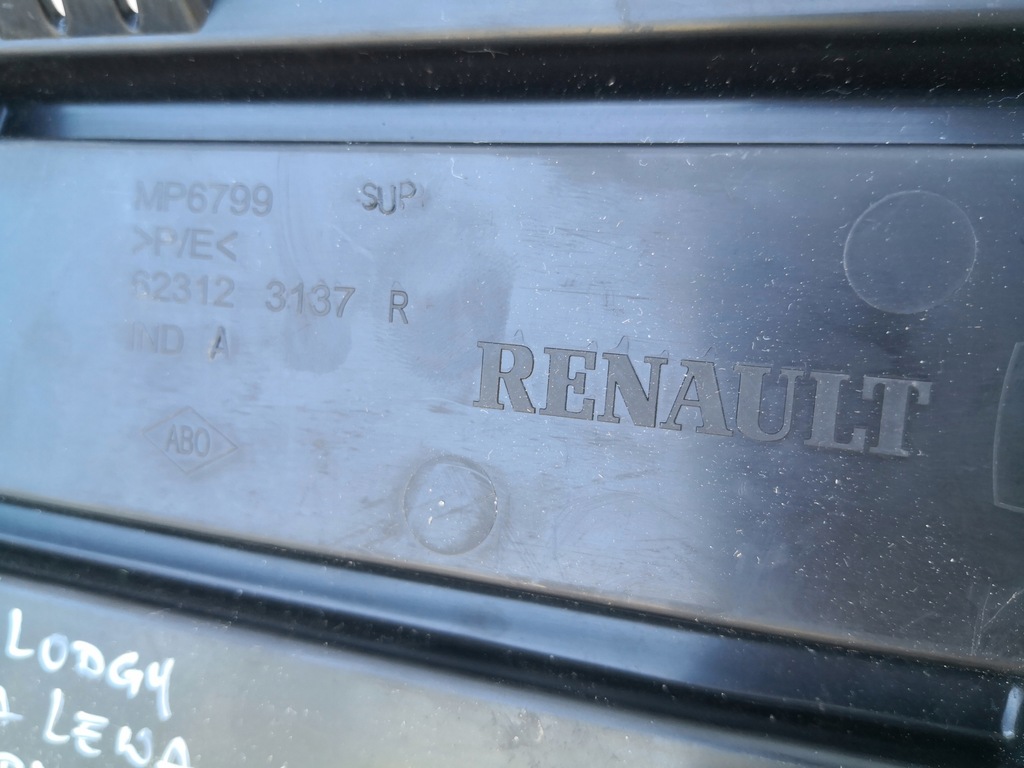 MP6799 SUP
>P/E<
62312 3137 R
IND A
RENAULT
ABO
LODGY
LEWA